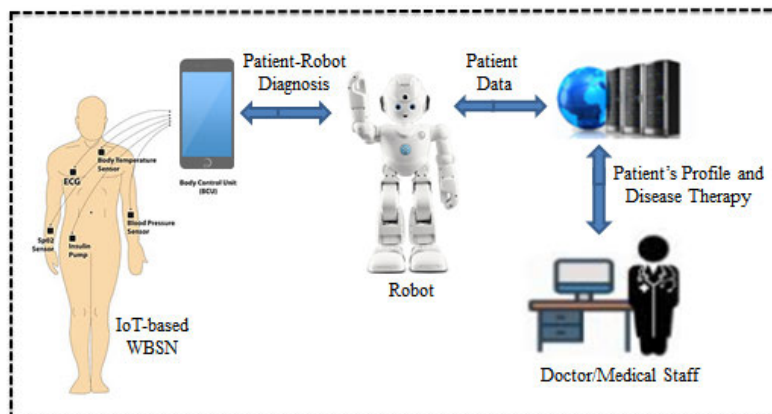 Patient-Robot
Diagnosis
Patient
Data
Body Temperature
Sensor
ECG
Body Control Unit
(BCU)
Patient's Profile and
Disease Therapy
Blood Pressure
Sensor
Sp02
Sensor
Insulin
Pump
Robot
IoT-based
WBSN
Doctor/Medical Staff